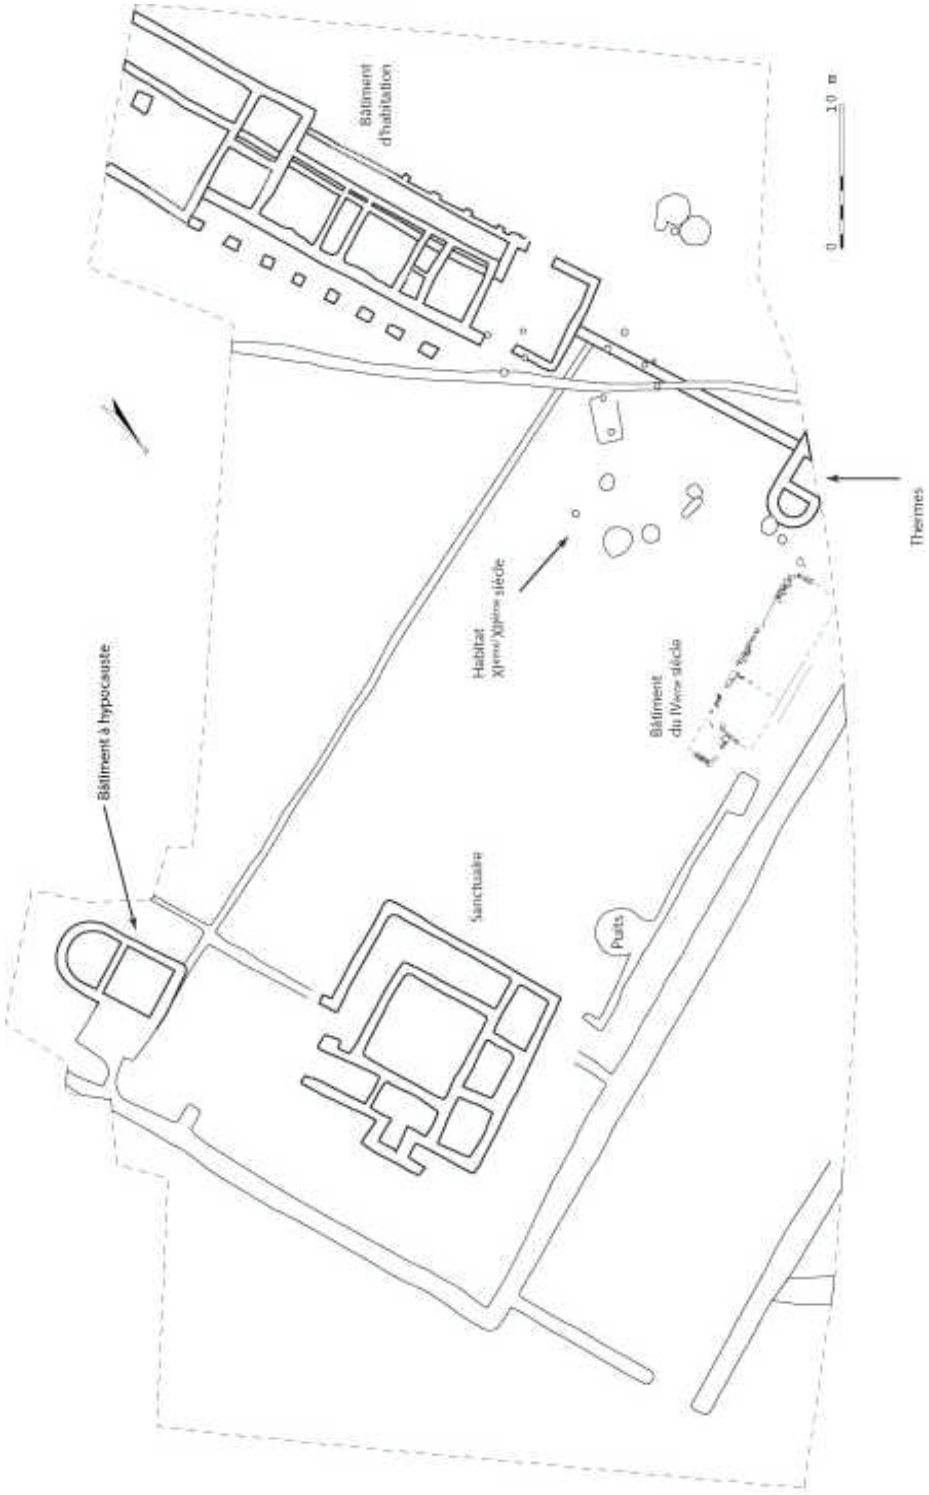 Bâtiment
d'habitation
0 10 m
Thermes
Habitat
XIème/XIIème siècle
Bâtiment
du IVème siècle
Bâtiment à hypocauste
Sanctuaire
Puits